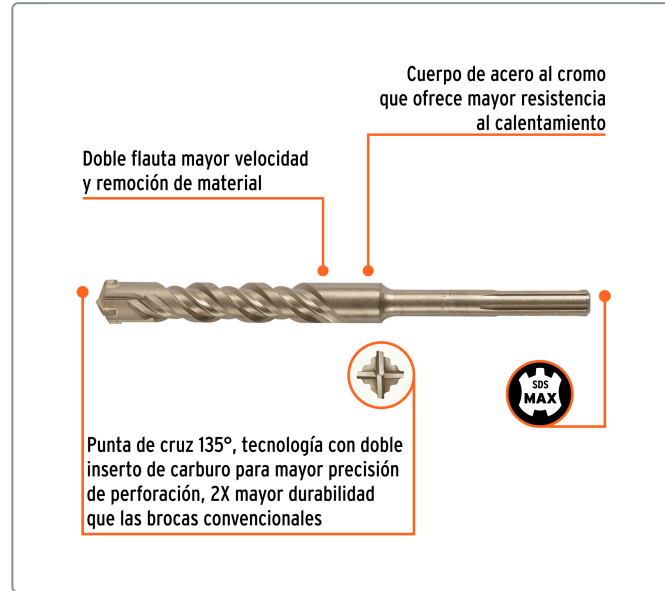 Cuerpo de acero al cromo
que ofrece mayor resistencia
al calentamiento
Doble flauta mayor velocidad
y remoción de material
SDS
MAX
Punta de cruz 135°, tecnología con doble
inserto de carburo para mayor precisión
de perforación, 2X mayor durabilidad
que las brocas convencionales